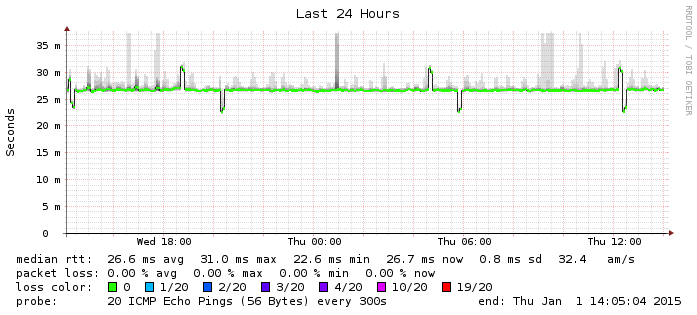 Last 24 Hours
RRDTOOL / TOBI OETIKER
Seconds
35 m
30 m
25 m
20 m
15 m
10 m
5 m
0
Wed 18:00 Thu 00:00 Thu 06:00 Thu 12:00
median rtt: 26.6 ms avg 31.0 ms max 22.6 ms min 26.7 ms now 0.8 ms sd 32.4 am/s
packet loss: 0.00 % avg 0.00 % max 0.00 % min 0.00 % now
loss color: 0 1/20 2/20 3/20 4/20 10/20 19/20
probe: 20 ICMP Echo Pings (56 Bytes) every 300s end: Thu Jan 1 14:05:04 2015